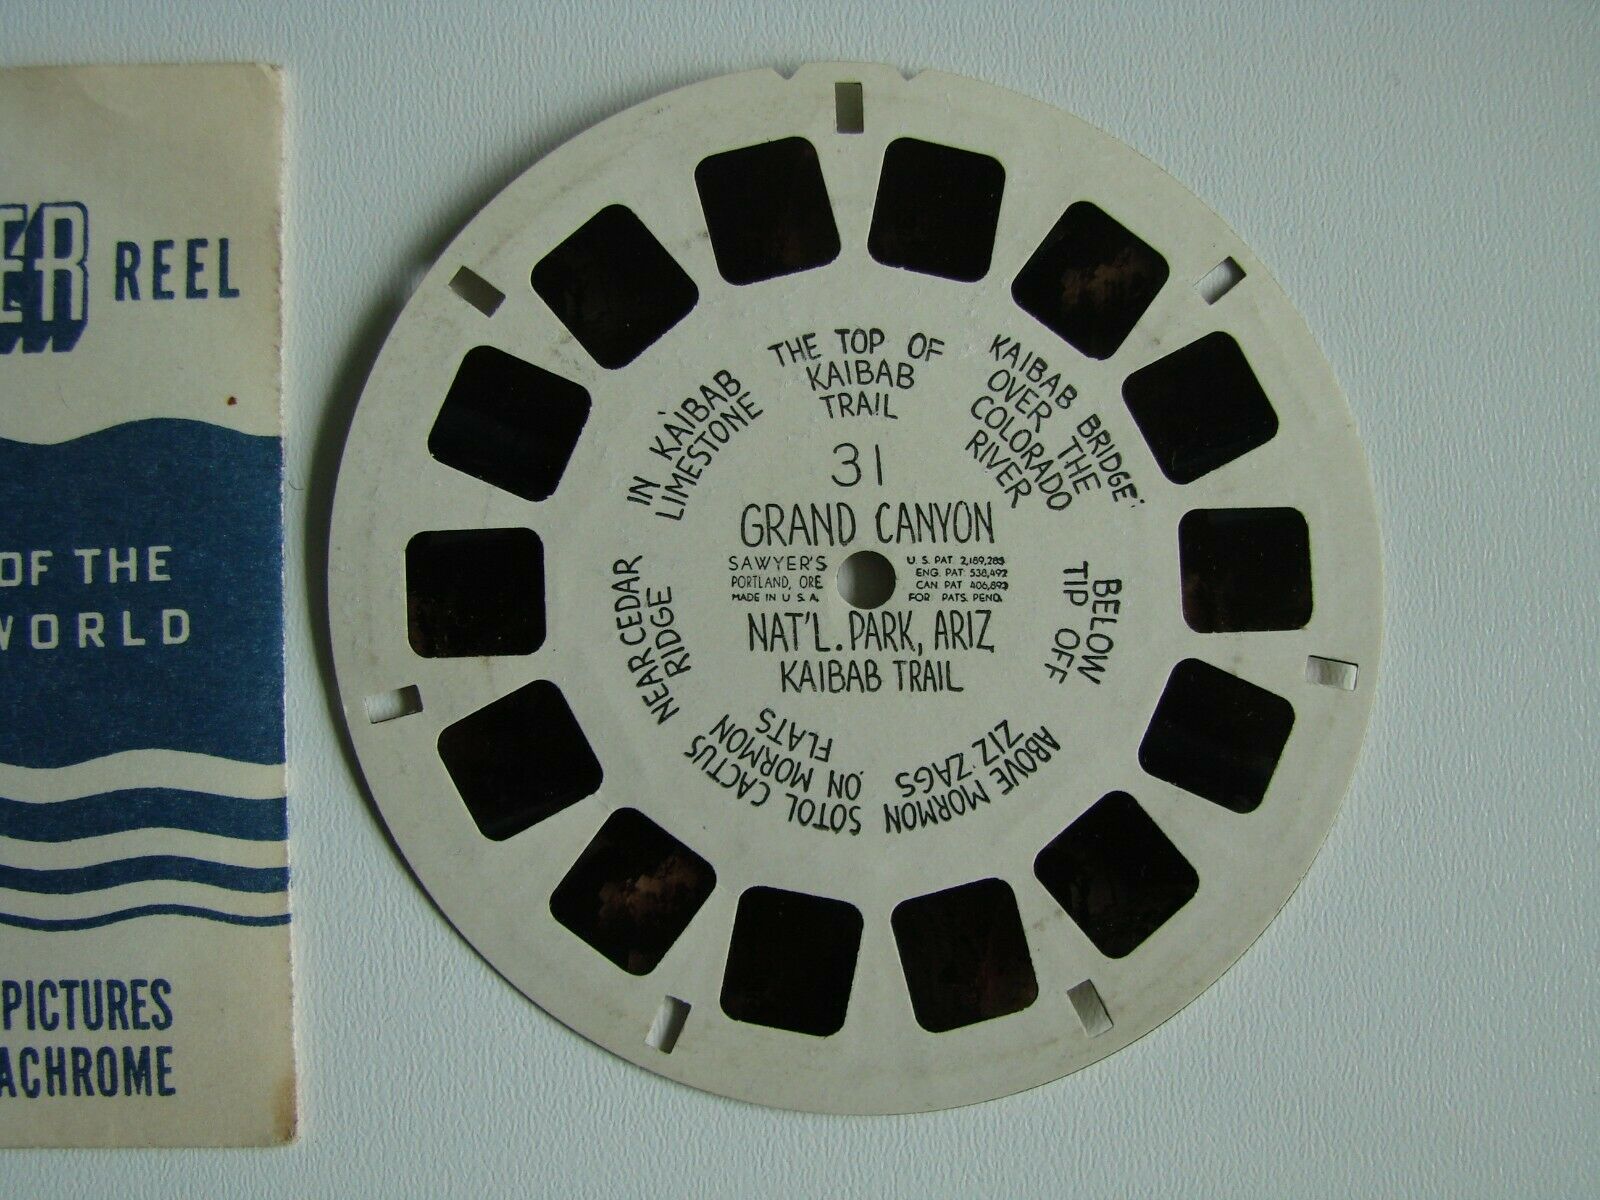 REEL
OF THE
WORLD
PICTURES
ACHROME
THE TOP OF
KAIBAB
TRAIL
KAIBAB BRIDGE
OVER THE
COLORADO
RIVER
BELOW
TIP OFF
ABOVE MORMON
ZIZ ZAGS
SOTOL CACTUS
ON MORMON
FLATS
NEAR CEDAR
RIDGE
IN KAIBAB
LIMESTONE
31
GRAND CANYON
SAWYER'S
PORTLAND, ORE
MADE IN U.S.A.
U.S. PAT. 2,189,285
ENG. PAT. 538,492
CAN. PAT. 406,893
FOR. PATS. PEND.
NAT'L. PARK, ARIZ
KAIBAB TRAIL